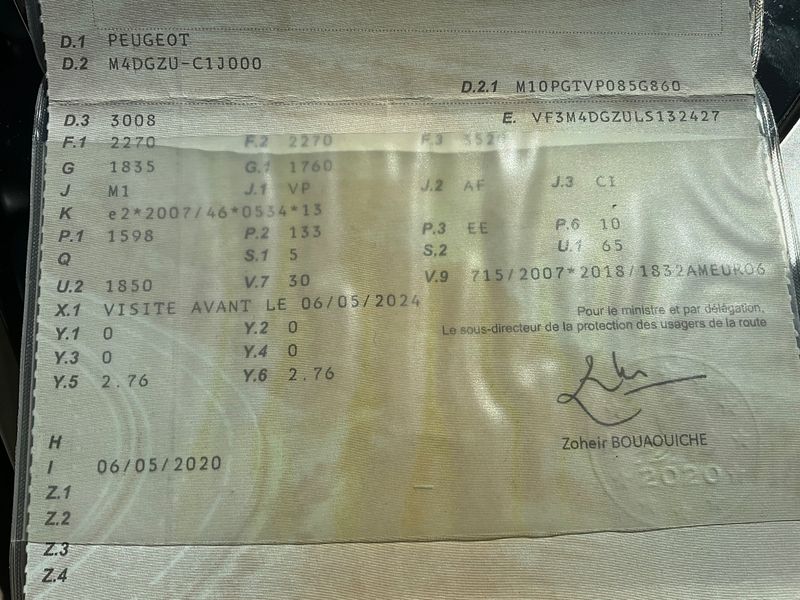 D.1 PEUGEOT
D.2 M4DGZU-C1J000
D.2.1 M10PGTVP085G860
D.3 3008
E. VF3M4DGZULS132427
F.1 2270 F.2 2270 F.3
G 1835 G.1 1760
J M1 J.1 VP J.2 AF J.3 CI
K e2*2007/46*0534*13
P.1 1598 P.2 133 P.3 EE P.6 10
Q S.1 5 S.2 U.1 65
U.2 1850 V.7 30 V.9 715/2007*2018/1832AMEURO6
X.1 VISITE AVANT LE 06/05/2024
Y.1 0 Y.2 0
Y.3 0 Y.4 0
Y.5 2.76 Y.6 2.76
Pour le ministre et par délégation,
Le sous-directeur de la protection des usagers de la route
Zoheir BOUAOUICHE
H
I 06/05/2020
2020
Z.1
Z.2
Z.3
Z.4